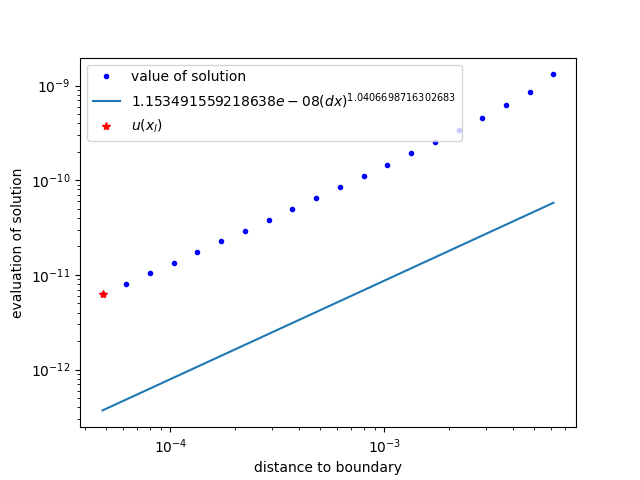 value of solution
1.153491559218638e − 08(dx)^1.0406698716302683
u(x_l)
10^−9
10^−10
10^−11
10^−12
evaluation of solution
10^−4
10^−3
distance to boundary